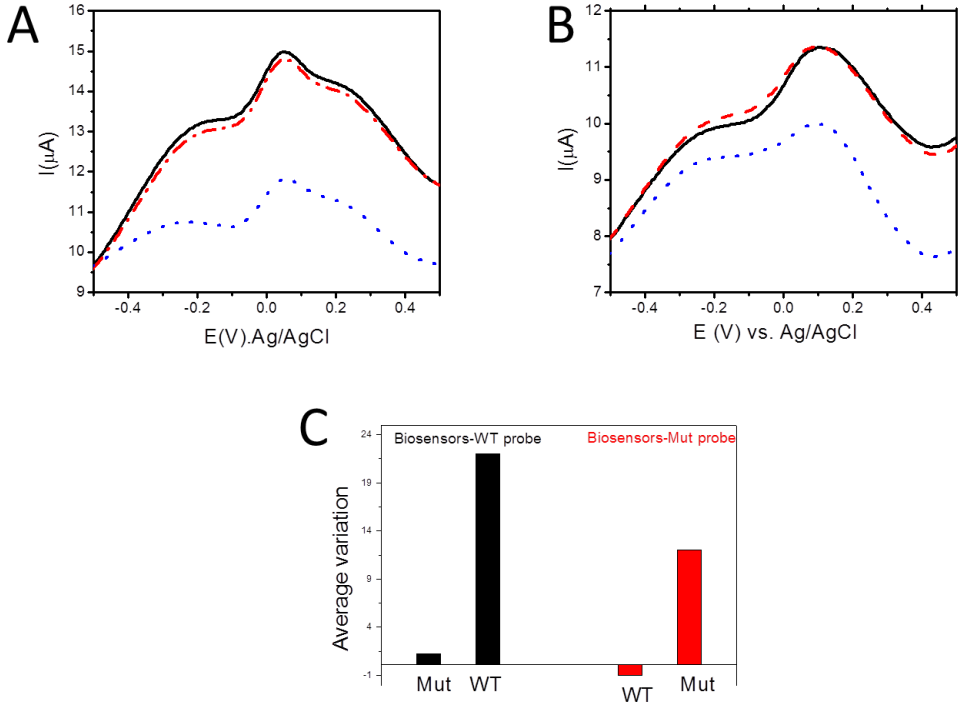 A
16
15
14
13
12
11
10
9
I(μA)
-0.4 -0.2 0.0 0.2 0.4
E(V).Ag/AgCl
B
12
11
10
9
8
7
I(μA)
-0.4 -0.2 0.0 0.2 0.4
E (V) vs. Ag/AgCl
C
24
19
14
9
4
-1
Average variation
Biosensors-WT probe
Biosensors-Mut probe
Mut WT
WT Mut